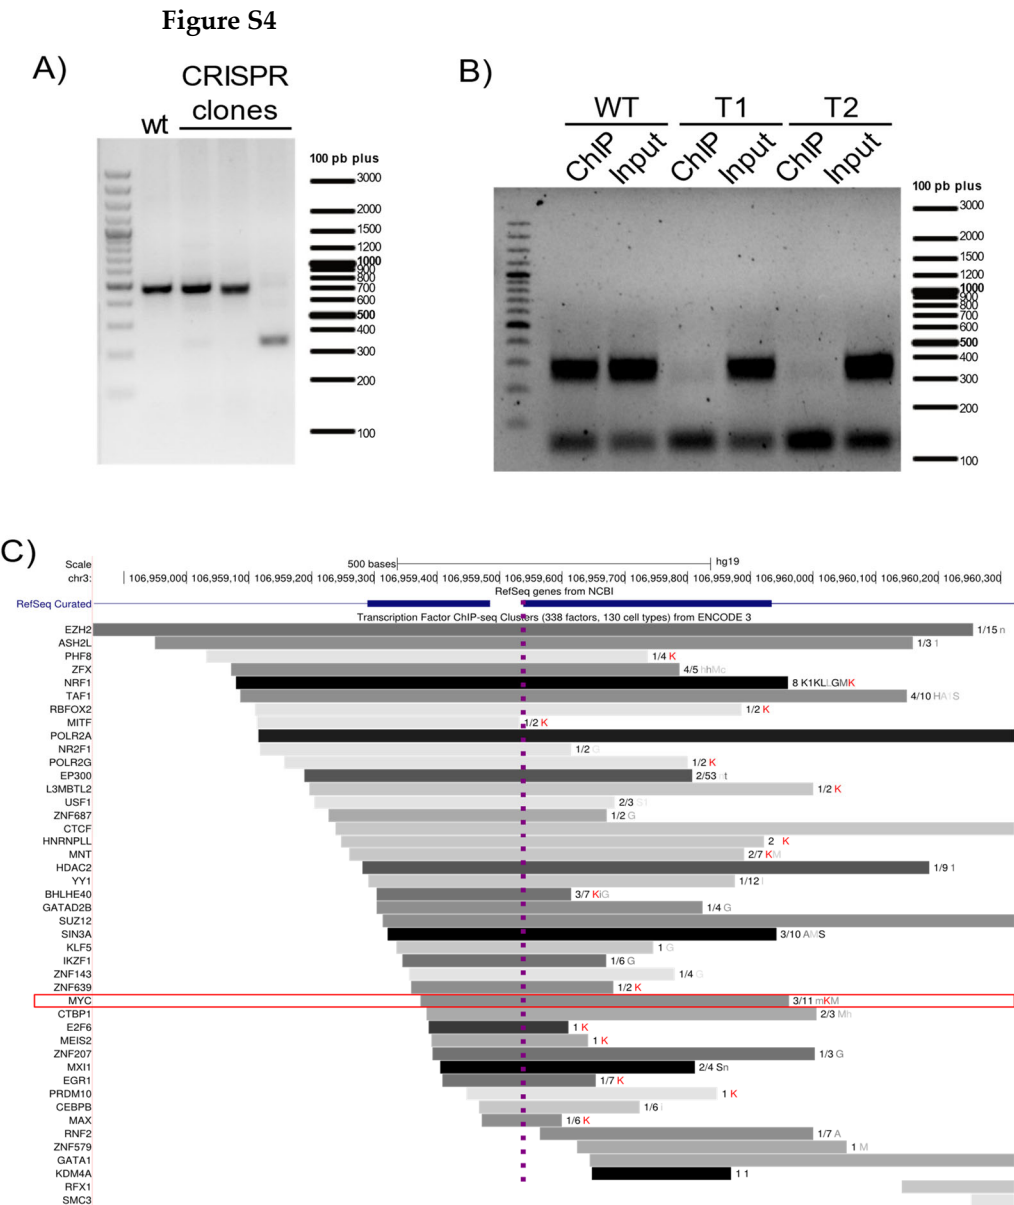 Figure S4
A)
CRISPR
clones
wt
100 pb plus
3000
2000
1500
1200
1000
900
800
700
600
500
400
300
200
100
B)
WT T1 T2
ChIP Input ChIP Input ChIP Input
100 pb plus
3000
2000
1500
1200
1000
900
800
700
600
500
400
300
200
100
C)
Scale 500 bases hg19
chr3: 106,959,000 106,959,100 106,959,200 106,959,300 106,959,400 106,959,500 106,959,600 106,959,700 106,959,800 106,959,900 106,960,000 106,960,100 106,960,200 106,960,300
RefSeq genes from NCBI
RefSeq Curated
Transcription Factor ChIP-seq Clusters (338 factors, 130 cell types) from ENCODE 3
EZH2 1/15 n
ASH2L 1/3 1
PHF8 1/4 K
ZFX 4/5 hhMc
NRF1 8 K1KLLGMK
TAF1 4/10 HA1S
RBFOX2 1/2 K
MITF 1/2 K
POLR2A
NR2F1 1/2 G
POLR2G 1/2 K
EP300 2/53
L3MBTL2 1/2 K
USF1 2/3
ZNF687 1/2 G
CTCF
HNRNPLL 2 K
MNT 2/7 KM
HDAC2 1/9 1
YY1 1/12
BHLHE40 3/7 KiG
GATAD2B 1/4 G
SUZ12
SIN3A 3/10 AMS
KLF5 1 G
IKZF1 1/6 G
ZNF143 1/4 G
ZNF639 1/2 K
MYC 3/11 mKM
CTBP1 2/3 Mh
E2F6 1 K
MEIS2 1 K
ZNF207 1/3 G
MXI1 2/4 Sn
EGR1 1/7 K
PRDM10 1 K
CEBPB 1/6 i
MAX 1/6 K
RNF2 1/7 A
ZNF579 1 M
GATA1
KDM4A 1 1
RFX1
SMC3